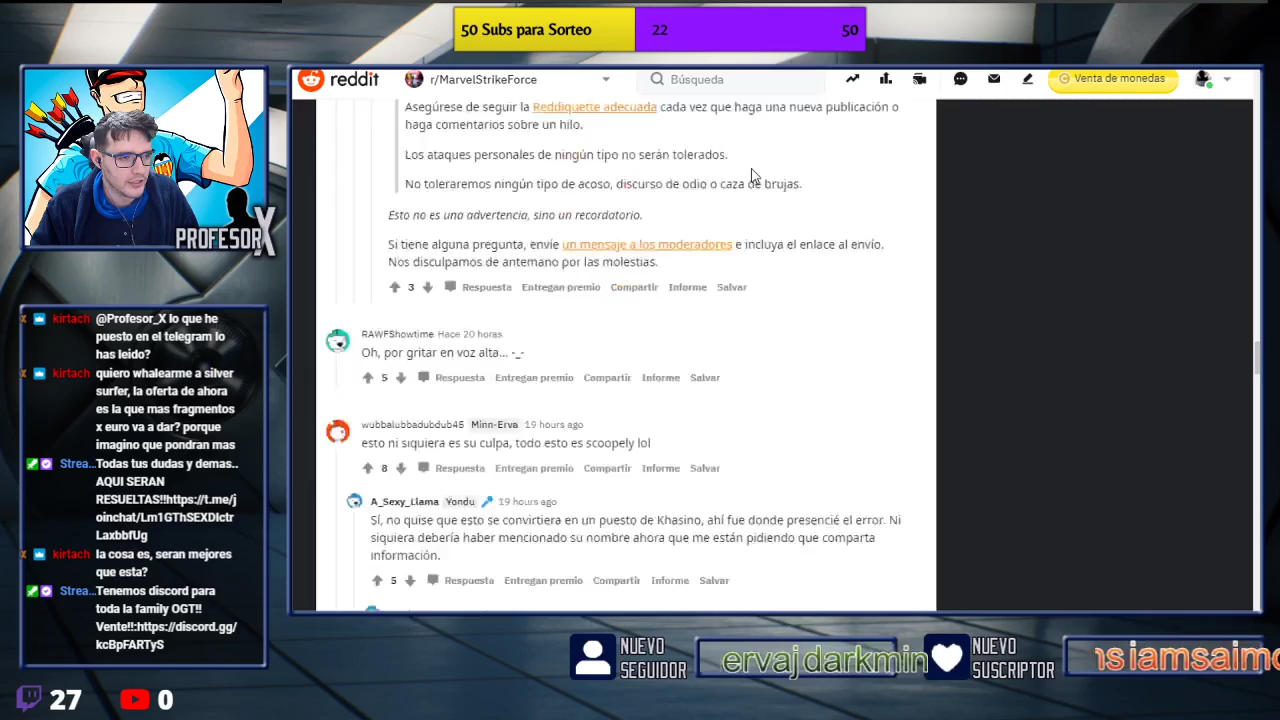 50 Subs para Sorteo
22
50
reddit
r/MarvelStrikeForce
Búsqueda
Venta de monedas
Asegúrese de seguir la Reddiquette adecuada cada vez que haga una nueva publicación o
haga comentarios sobre un hilo.
Los ataques personales de ningún tipo no serán tolerados.
No toleraremos ningún tipo de acoso, discurso de odio o caza de brujas.
Esto no es una advertencia, sino un recordatorio.
Si tiene alguna pregunta, envíe un mensaje a los moderadores e incluya el enlace al envío.
Nos disculpamos de antemano por las molestias.
3 Respuesta Entregan premio Compartir Informe Salvar
RAWFShowtime Hace 20 horas
Oh, por gritar en voz alta... -_-
5 Respuesta Entregan premio Compartir Informe Salvar
wubbalubbadubdub45 Minn-Erva 19 hours ago
esto ni siquiera es su culpa, todo esto es scoopely lol
8 Respuesta Entregan premio Compartir Informe Salvar
A_Sexy_Llama Yondu 19 hours ago
Sí, no quise que esto se convirtiera en un puesto de Khasino, ahí fue donde presencié el error. Ni
siquiera debería haber mencionado su nombre ahora que me están pidiendo que comparta
información.
5 Respuesta Entregan premio Compartir Informe Salvar
PROFESOR X
kirtach @Profesor_X lo que he
puesto en el telegram lo
has leido?
kirtach quiero whalearme a silver
surfer, la oferta de ahora
es la que mas fragmentos
x euro va a dar? porque
imagino que pondran mas
Strea... Todas tus dudas y demas..
AQUI SERAN
RESUELTAS!!https://t.me/j
oinchat/Lm1GThSEXDIctr
LaxbbfUg
kirtach la cosa es, seran mejores
que esta?
Strea... Tenemos discord para
toda la family OGT!!
Vente!!:https://discord.gg/
kcBpFARTyS
NUEVO
SEGUIDOR
ervaj darkmin
NUEVO
SUSCRIPTOR
ns iamsaimo
27
0